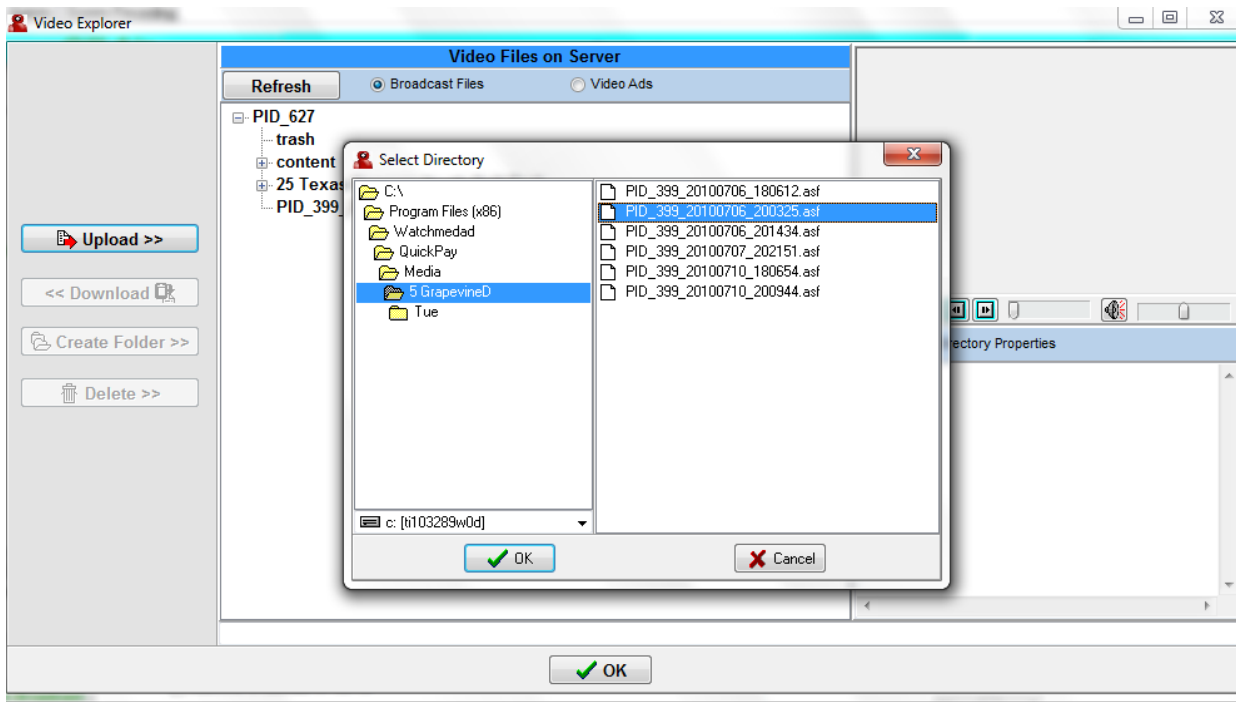 Video Explorer
Video Files on Server
Refresh
Broadcast Files
Video Ads
PID_627
trash
content
25 Texas
PID_399_
Upload >>
<< Download
Create Folder >>
Delete >>
Select Directory
C:\
Program Files (x86)
Watchmedad
QuickPay
Media
5 GrapevineD
Tue
c: [ti103289w0d]
PID_399_20100706_180612.asf
PID_399_20100706_200325.asf
PID_399_20100706_201434.asf
PID_399_20100707_202151.asf
PID_399_20100710_180654.asf
PID_399_20100710_200944.asf
OK
Cancel
ectory Properties
OK